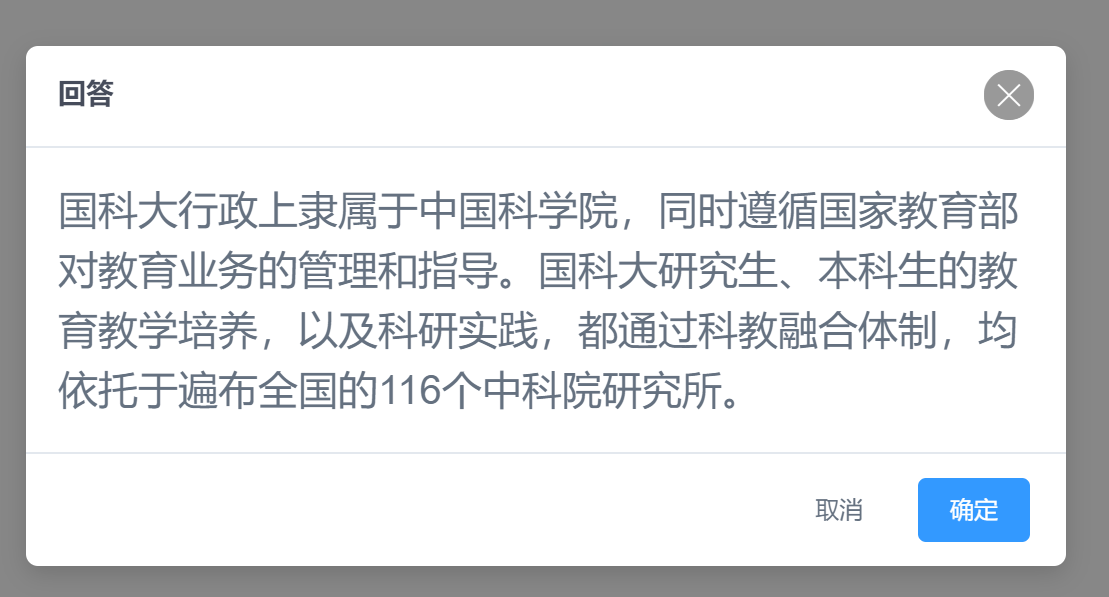 回答
国科大行政上隶属于中国科学院，同时遵循国家教育部
对教育业务的管理和指导。国科大研究生、本科生的教
育教学培养，以及科研实践，都通过科教融合体制，均
依托于遍布全国的116个中科院研究所。
取消
确定